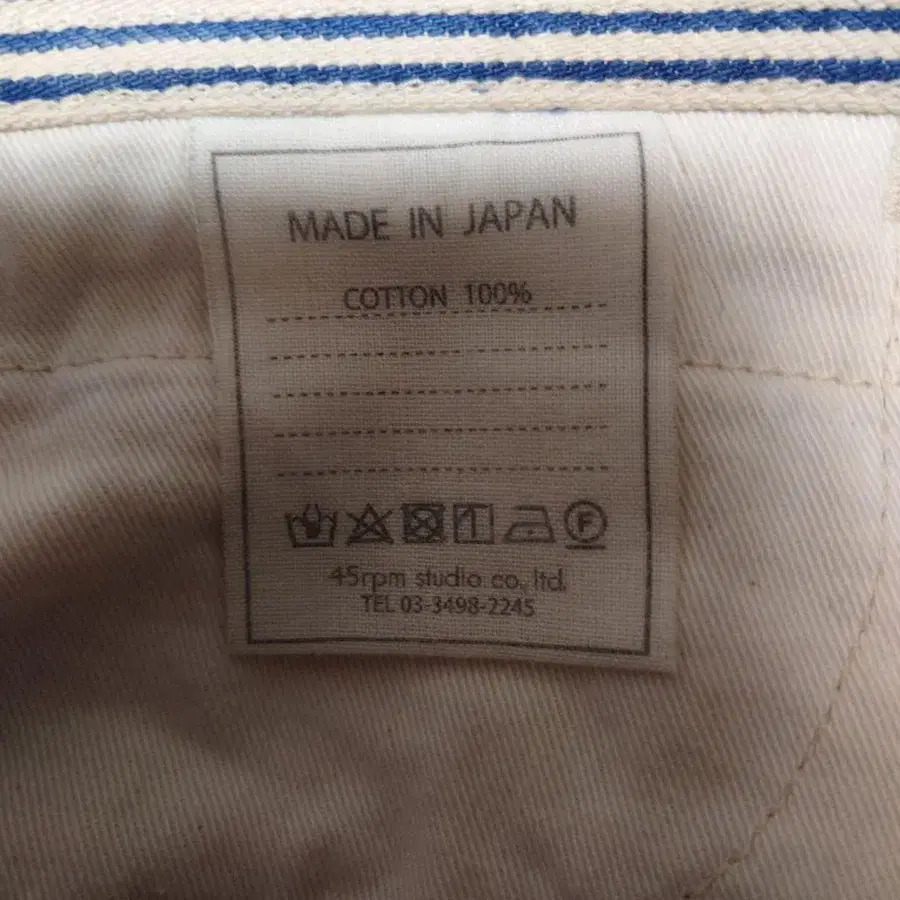 MADE IN JAPAN
COTTON 100%
F
45rpm studio co., ltd.
TEL 03-3498-2245